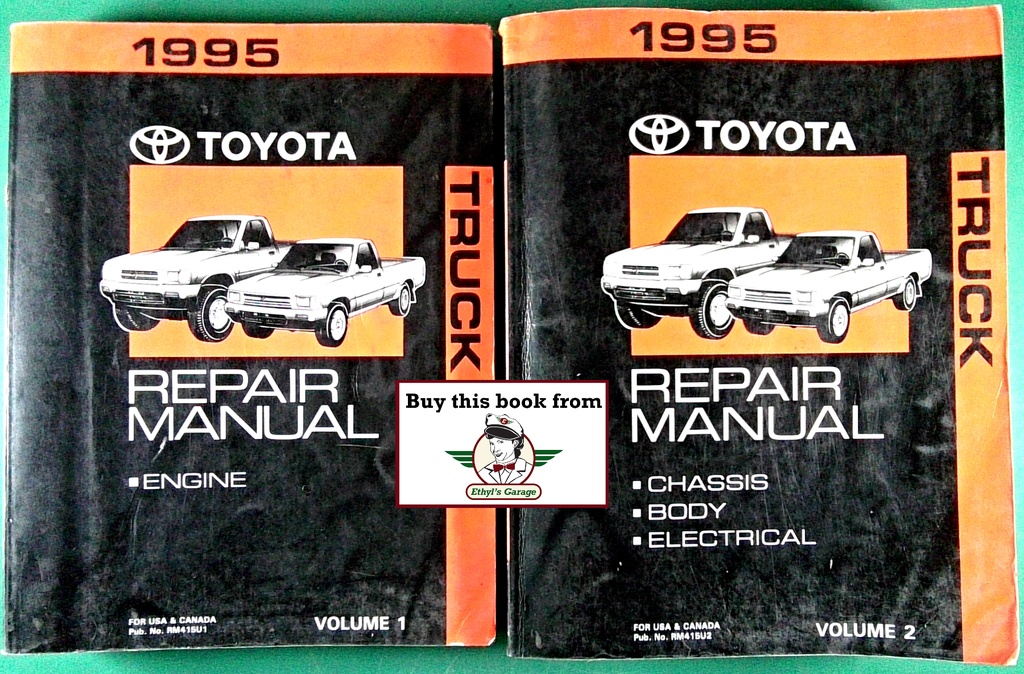 1995
TOYOTA
TRUCK
REPAIR
MANUAL
ENGINE
FOR USA & CANADA
Pub. No. RM415U1
VOLUME 1
1995
TOYOTA
TRUCK
REPAIR
MANUAL
CHASSIS
BODY
ELECTRICAL
FOR USA & CANADA
Pub. No. RM415U2
VOLUME 2
Buy this book from
Ethyl's Garage